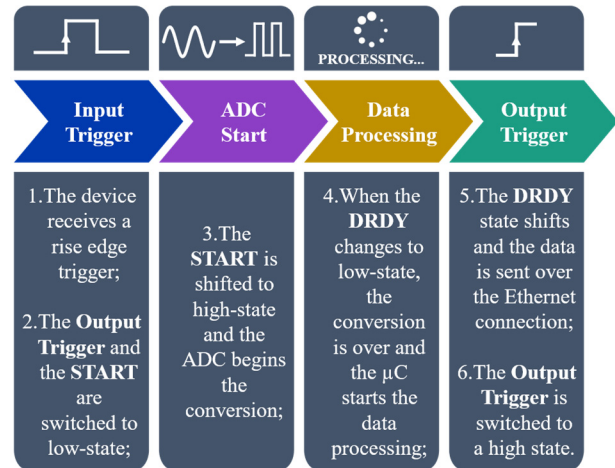 PROCESSING...
Input
Trigger
ADC
Start
Data
Processing
Output
Trigger
1.The device
receives a
rise edge
trigger;
2.The Output
Trigger and
the START
are
switched to
low-state;
3.The
START is
shifted to
high-state
and the
ADC begins
the
conversion;
4.When the
DRDY
changes to
low-state,
the
conversion
is over and
the µC
starts the
data
processing;
5.The DRDY
state shifts
and the data
is sent over
the Ethernet
connection;
6.The Output
Trigger is
switched to
a high state.